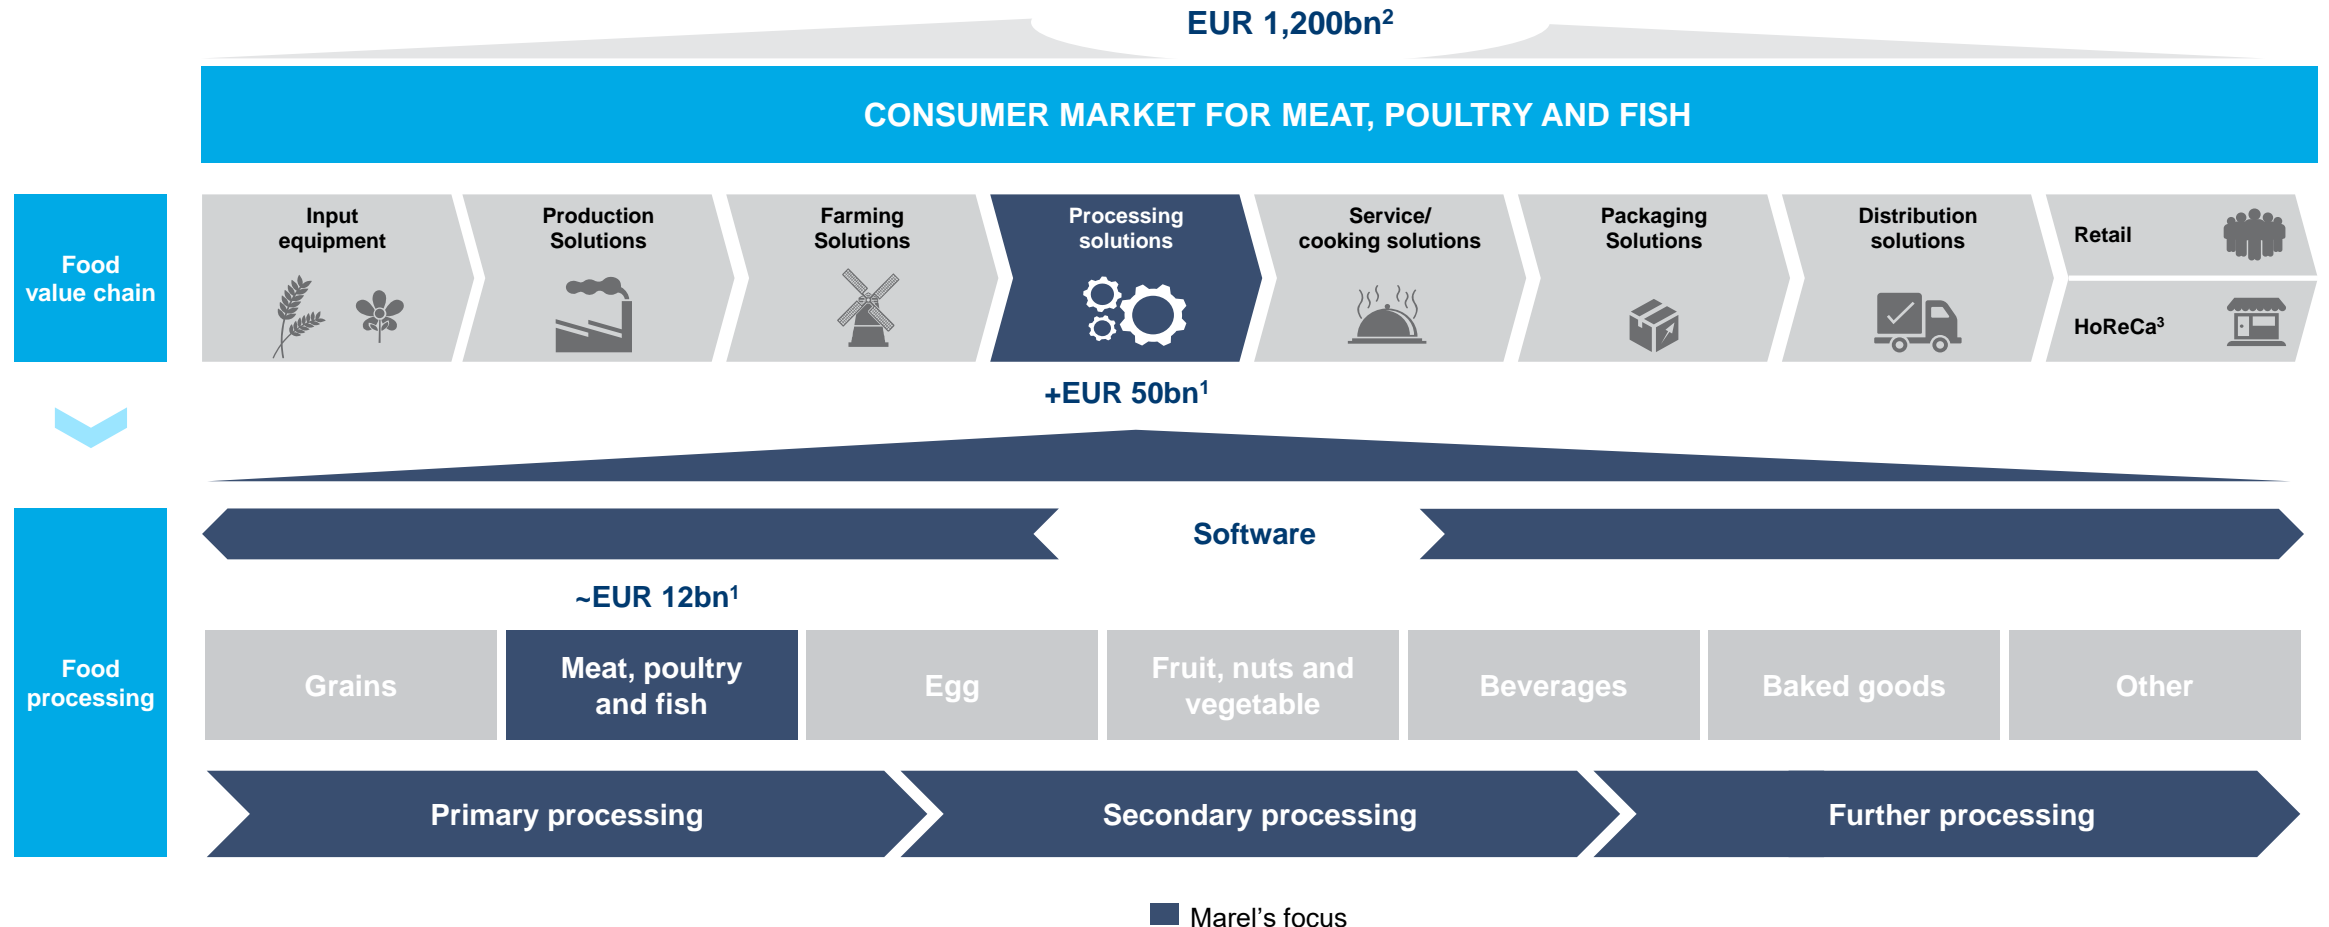 EUR 1,200bn²
CONSUMER MARKET FOR MEAT, POULTRY AND FISH
Food
value chain
Input
equipment
Production
Solutions
Farming
Solutions
Processing
solutions
Service/
cooking solutions
Packaging
Solutions
Distribution
solutions
Retail
HoReCa³
+EUR 50bn¹
Food
processing
Software
~EUR 12bn¹
Grains
Meat, poultry
and fish
Egg
Fruit, nuts and
vegetable
Beverages
Baked goods
Other
Primary processing
Secondary processing
Further processing
Marel’s focus